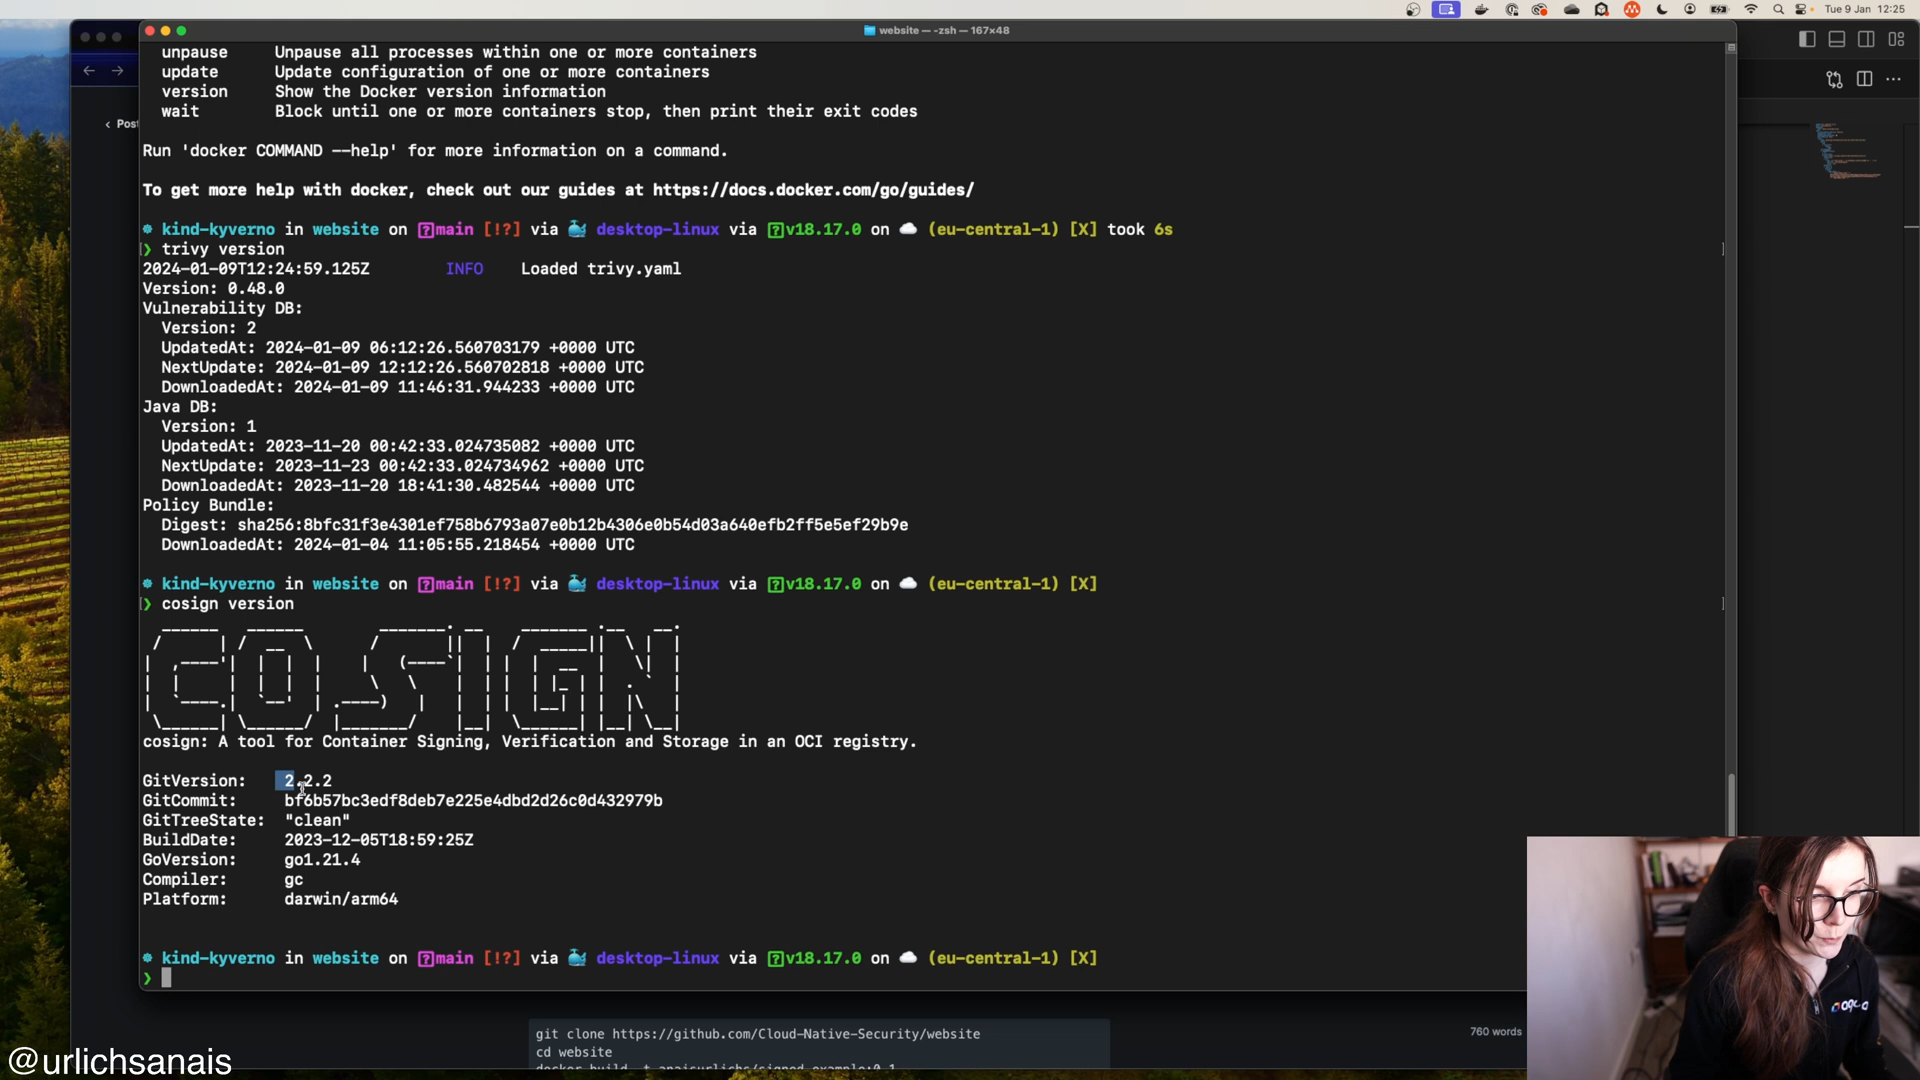 Tue 9 Jan 12:25
website — -zsh — 167×48
unpause Unpause all processes within one or more containers
update Update configuration of one or more containers
version Show the Docker version information
wait Block until one or more containers stop, then print their exit codes
Run 'docker COMMAND --help' for more information on a command.
To get more help with docker, check out our guides at https://docs.docker.com/go/guides/
kind-kyverno in website on main [!?] via desktop-linux via v18.17.0 on (eu-central-1) [X] took 6s
❯ trivy version
2024-01-09T12:24:59.125Z INFO Loaded trivy.yaml
Version: 0.48.0
Vulnerability DB:
Version: 2
UpdatedAt: 2024-01-09 06:12:26.560703179 +0000 UTC
NextUpdate: 2024-01-09 12:12:26.560702818 +0000 UTC
DownloadedAt: 2024-01-09 11:46:31.944233 +0000 UTC
Java DB:
Version: 1
UpdatedAt: 2023-11-20 00:42:33.024735082 +0000 UTC
NextUpdate: 2023-11-23 00:42:33.024734962 +0000 UTC
DownloadedAt: 2023-11-20 18:41:30.482544 +0000 UTC
Policy Bundle:
Digest: sha256:8bfc31f3e4301ef758b6793a07e0b12b4306e0b54d03a640efb2ff5e5ef29b9e
DownloadedAt: 2024-01-04 11:05:55.218454 +0000 UTC
kind-kyverno in website on main [!?] via desktop-linux via v18.17.0 on (eu-central-1) [X]
❯ cosign version
COSIGN
cosign: A tool for Container Signing, Verification and Storage in an OCI registry.
GitVersion: 2.2.2
GitCommit: bf6b57bc3edf8deb7e225e4dbd2d26c0d432979b
GitTreeState: "clean"
BuildDate: 2023-12-05T18:59:25Z
GoVersion: go1.21.4
Compiler: gc
Platform: darwin/arm64
kind-kyverno in website on main [!?] via desktop-linux via v18.17.0 on (eu-central-1) [X]
❯
git clone https://github.com/Cloud-Native-Security/website
cd website
docker build -t anaisurlichs/signed-example:0.1
760 words
@urlichsanais